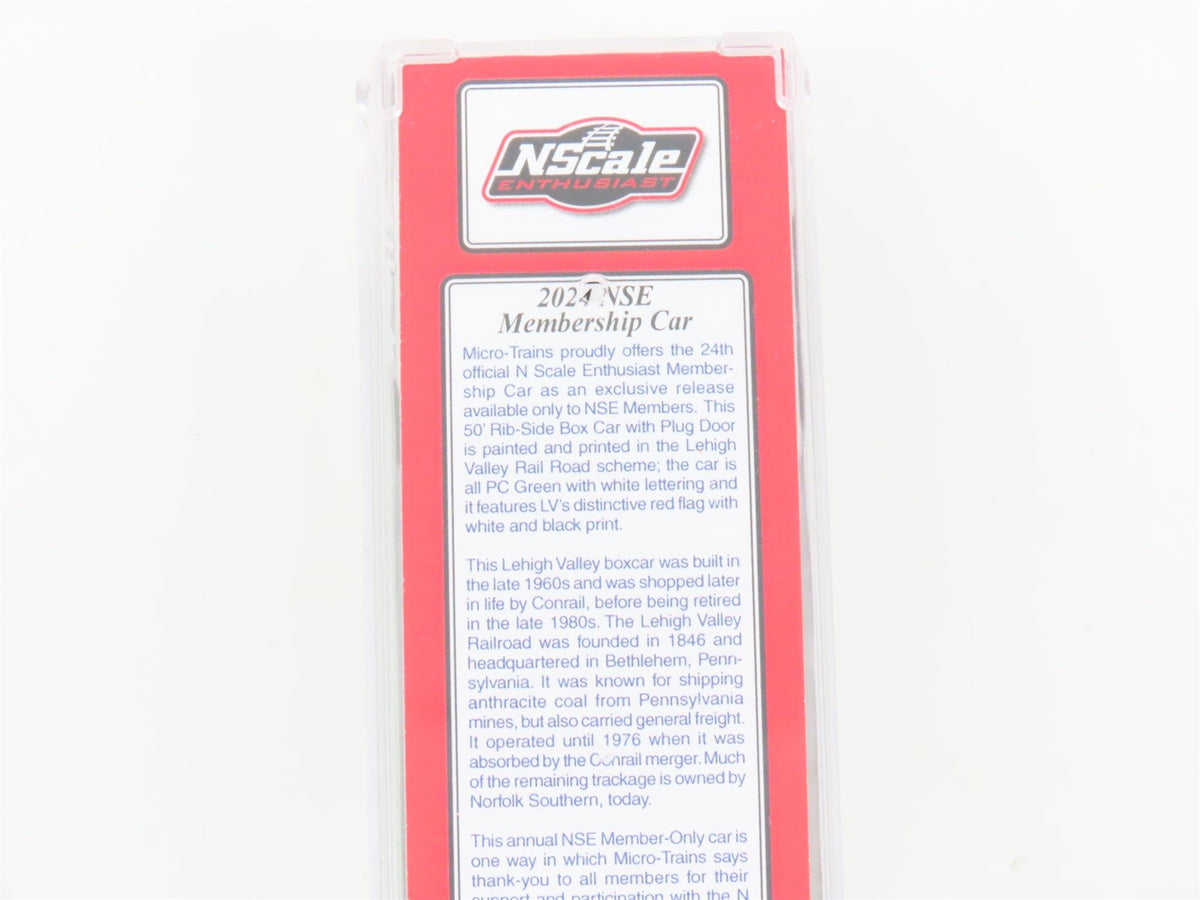 NScale
ENTHUSIAST
2024 NSE
Membership Car
Micro-Trains proudly offers the 24th
official N Scale Enthusiast Member-
ship Car as an exclusive release
available only to NSE Members. This
50' Rib-Side Box Car with Plug Door
is painted and printed in the Lehigh
Valley Rail Road scheme; the car is
all PC Green with white lettering and
it features LV's distinctive red flag with
white and black print.
This Lehigh Valley boxcar was built in
the late 1960s and was shopped later
in life by Conrail, before being retired
in the late 1980s. The Lehigh Valley
Railroad was founded in 1846 and
headquartered in Bethlehem, Penn-
sylvania. It was known for shipping
anthracite coal from Pennsylvania
mines, but also carried general freight.
It operated until 1976 when it was
absorbed by the Conrail merger. Much
of the remaining trackage is owned by
Norfolk Southern, today.
This annual NSE Member-Only car is
one way in which Micro-Trains says
thank-you to all members for their
support and participation with the N